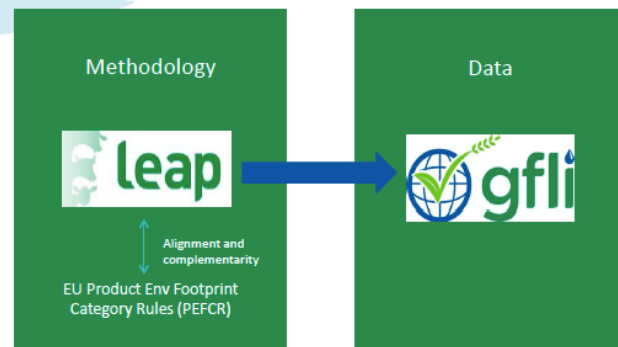 Methodology
leap
Alignment and
complementarity
EU Product Env Footprint
Category Rules (PEFCR)
Data
gfli